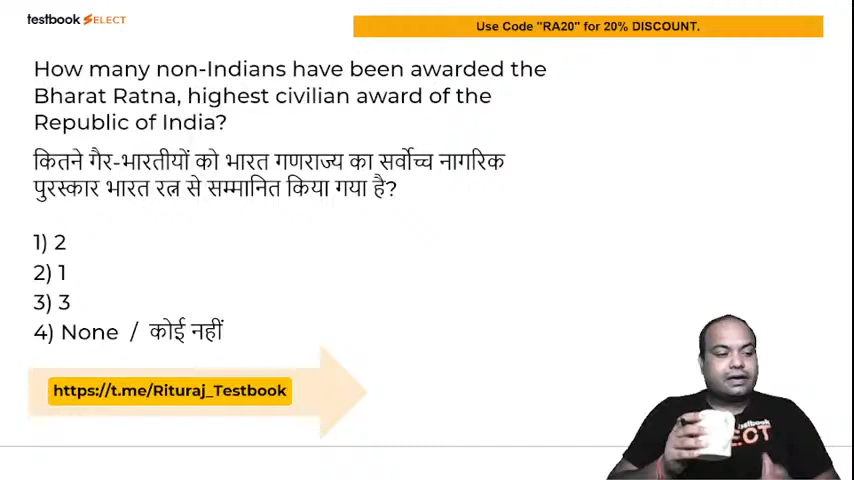 testbook SELECT
Use Code "RA20" for 20% DISCOUNT.
How many non-Indians have been awarded the
Bharat Ratna, highest civilian award of the
Republic of India?
कितने गैर-भारतीयों को भारत गणराज्य का सर्वोच्च नागरिक
पुरस्कार भारत रत्न से सम्मानित किया गया है?
1) 2
2) 1
3) 3
4) None / कोई नहीं
https://t.me/Rituraj_Testbook
testbook
ECT